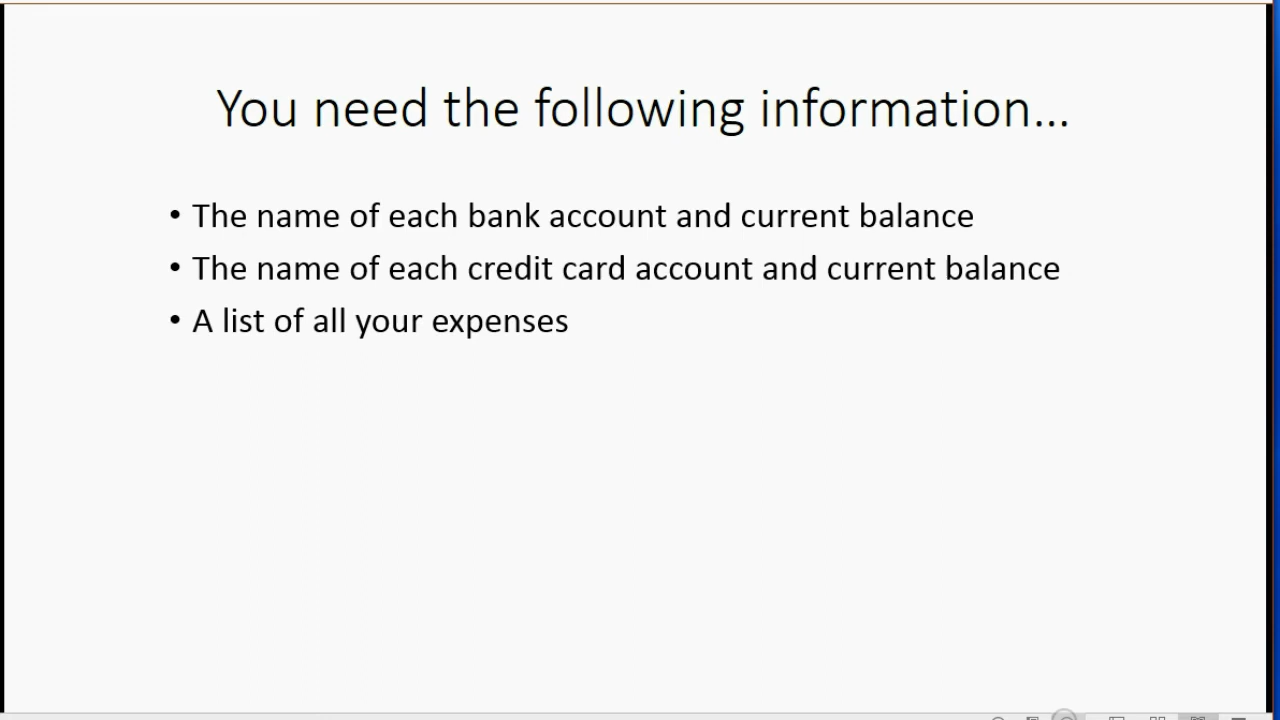 You need the following information...
• The name of each bank account and current balance
• The name of each credit card account and current balance
• A list of all your expenses